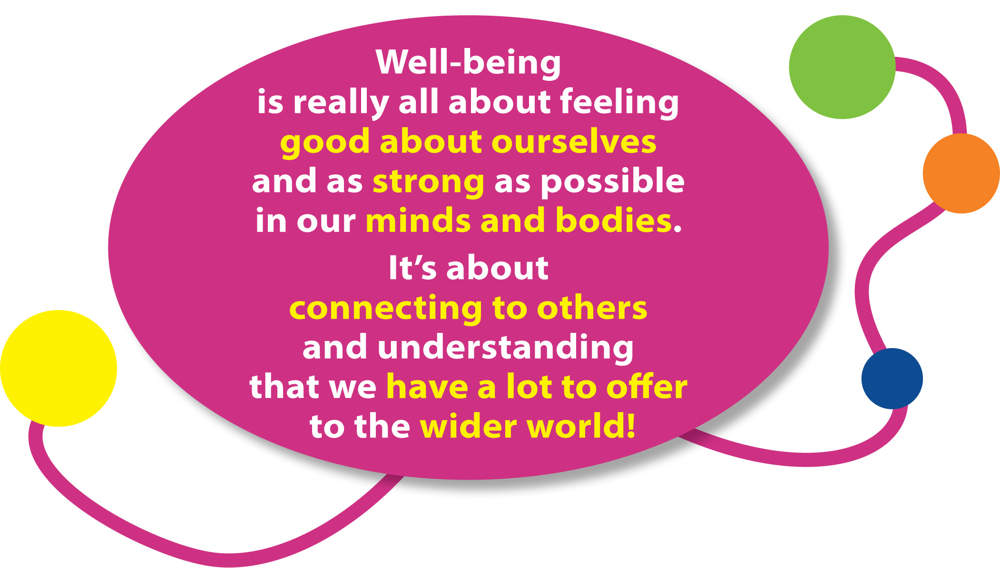 Well-being
is really all about feeling
good about ourselves
and as strong as possible
in our minds and bodies.
It’s about
connecting to others
and understanding
that we have a lot to offer
to the wider world!